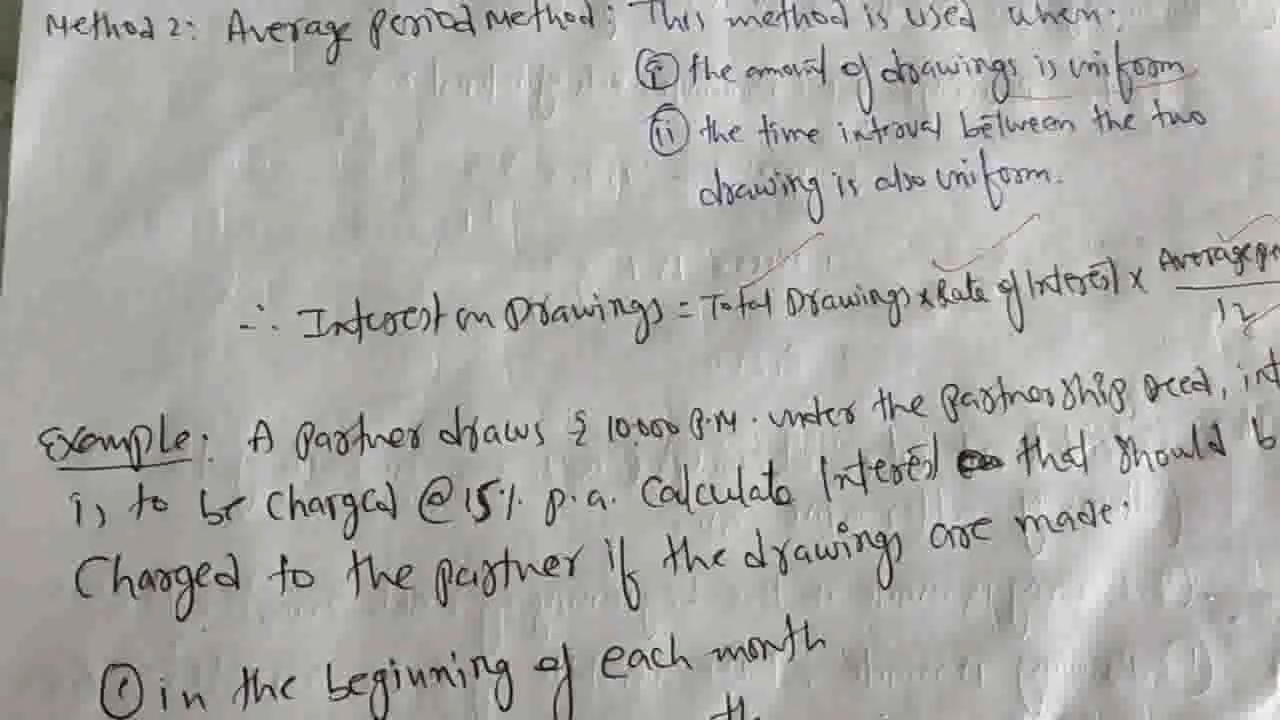 Method 2: Average period Method; This method is used when:
(i) the amount of drawings is uniform
(ii) the time intraval between the two
drawing is also uniform.
∴ Interest on Drawings = Total Drawings × Rate of Interest × Average
12
Example: A partner draws ₹ 10,000 P.M. under the partnership deed, int
is to be charged @ 15% p.a. Calculate Interest that should b
Charged to the partner if the drawings are made:
(i) in the beginning of each month